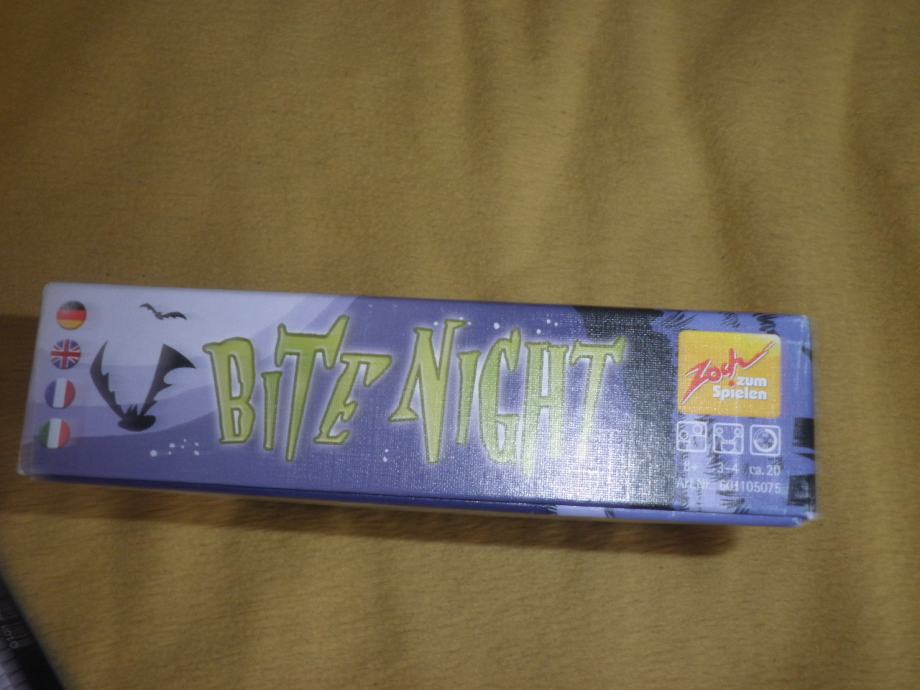 BITE NIGHT
Zoch
zum
Spielen
8+ 3-4 ca.20
Art.Nr. 601105075